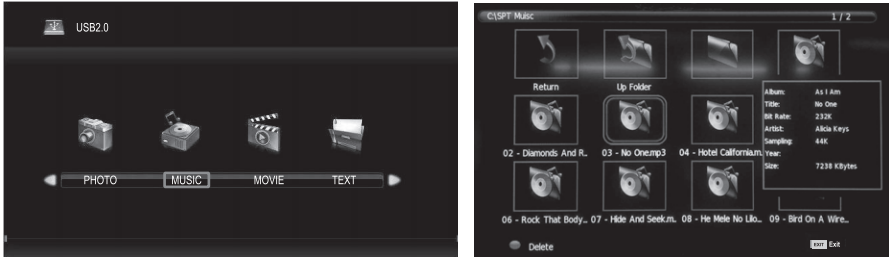 USB2.0
PHOTO MUSIC MOVIE TEXT
C:\SPT Muisc 1 / 2
Return Up Folder
Album: As I Am
Title: No One
Bit Rate: 232K
Artist: Alicia Keys
Sampling: 44K
Year:
Size: 7238 KBytes
02 - Diamonds And R.. 03 - No One.mp3 04 - Hotel California.m.
06 - Rock That Body.. 07 - Hide And Seek.m.. 08 - He Mele No Lilo... 09 - Bird On A Wire...
Delete EXIT Exit